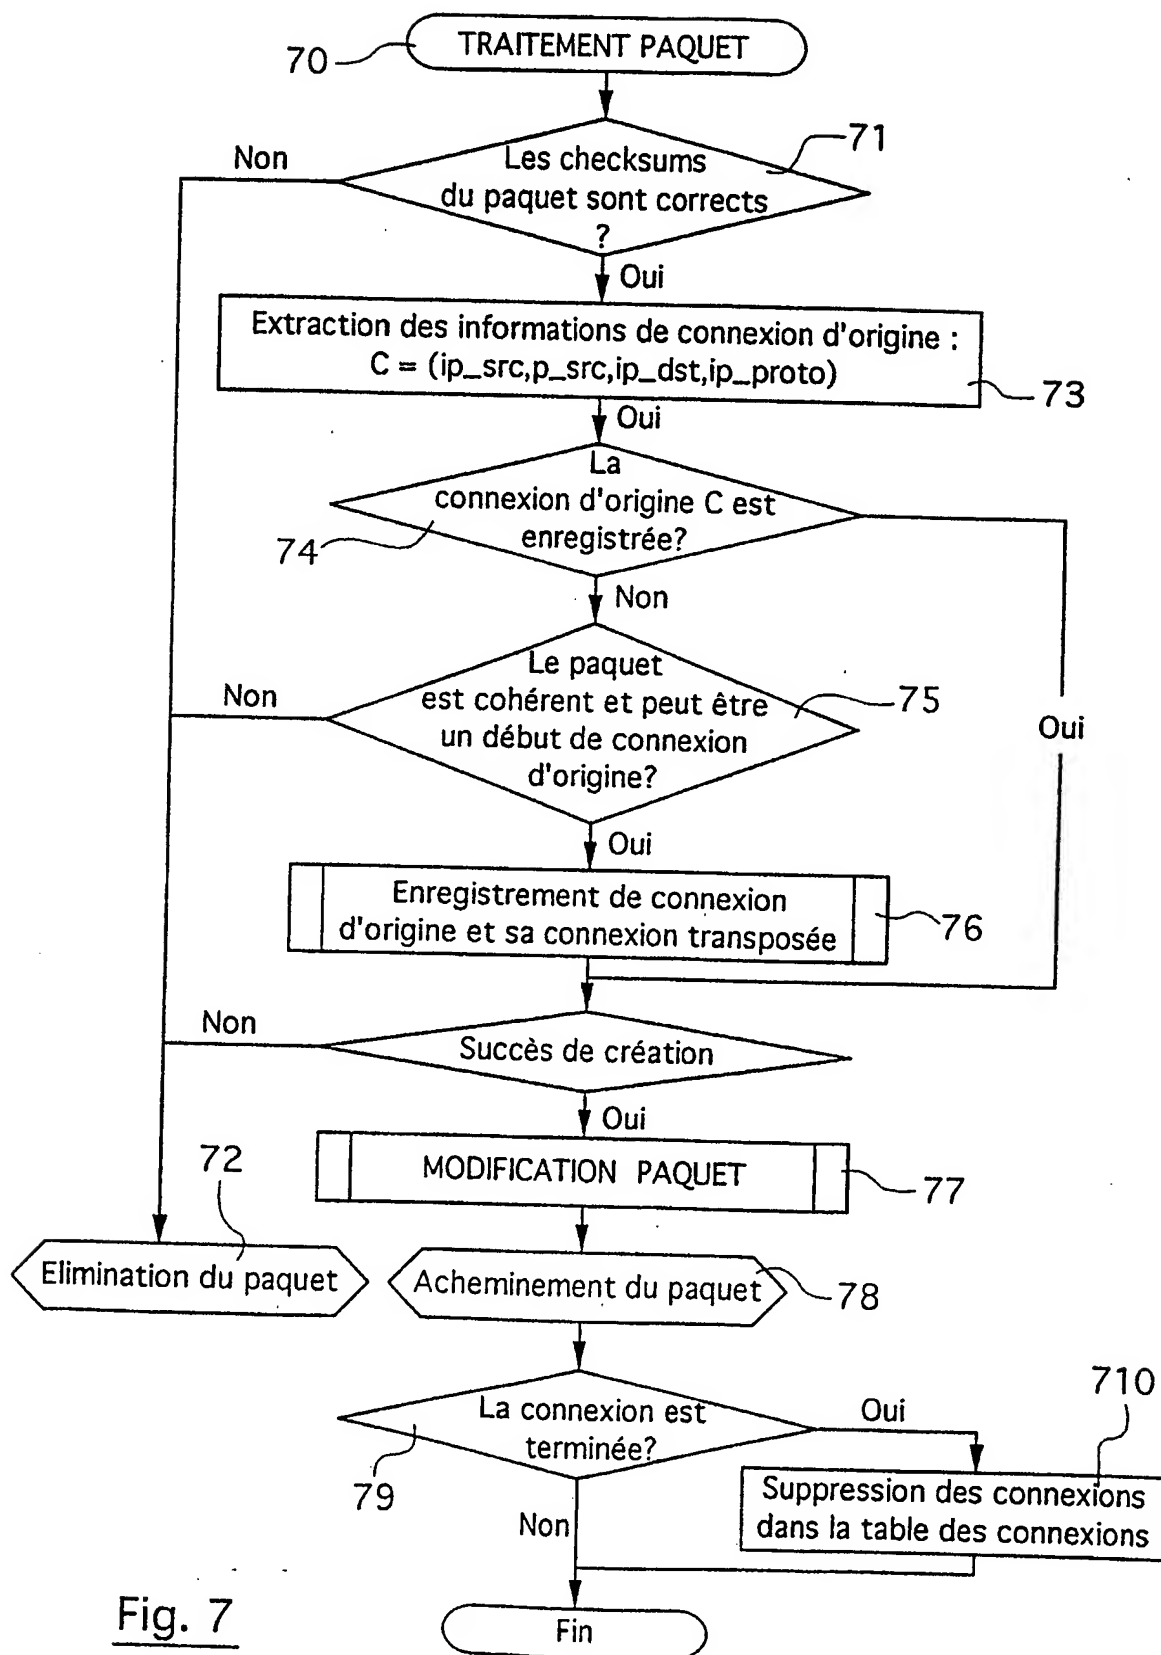 TRAITEMENT PAQUET
70
71
Non
Les checksums
du paquet sont corrects
?
Oui
Extraction des informations de connexion d'origine :
C = (ip_src,p_src,ip_dst,ip_proto)
73
Oui
La
connexion d'origine C est
enregistrée?
74
Non
Le paquet
est cohérent et peut être
un début de connexion
d'origine?
75
Non
Oui
Oui
Enregistrement de connexion
d'origine et sa connexion transposée
76
Non
Succès de création
Oui
72
MODIFICATION PAQUET
77
Elimination du paquet
Acheminement du paquet
78
710
La connexion est
terminée?
Oui
79
Suppression des connexions
dans la table des connexions
Non
Fig. 7
Fin